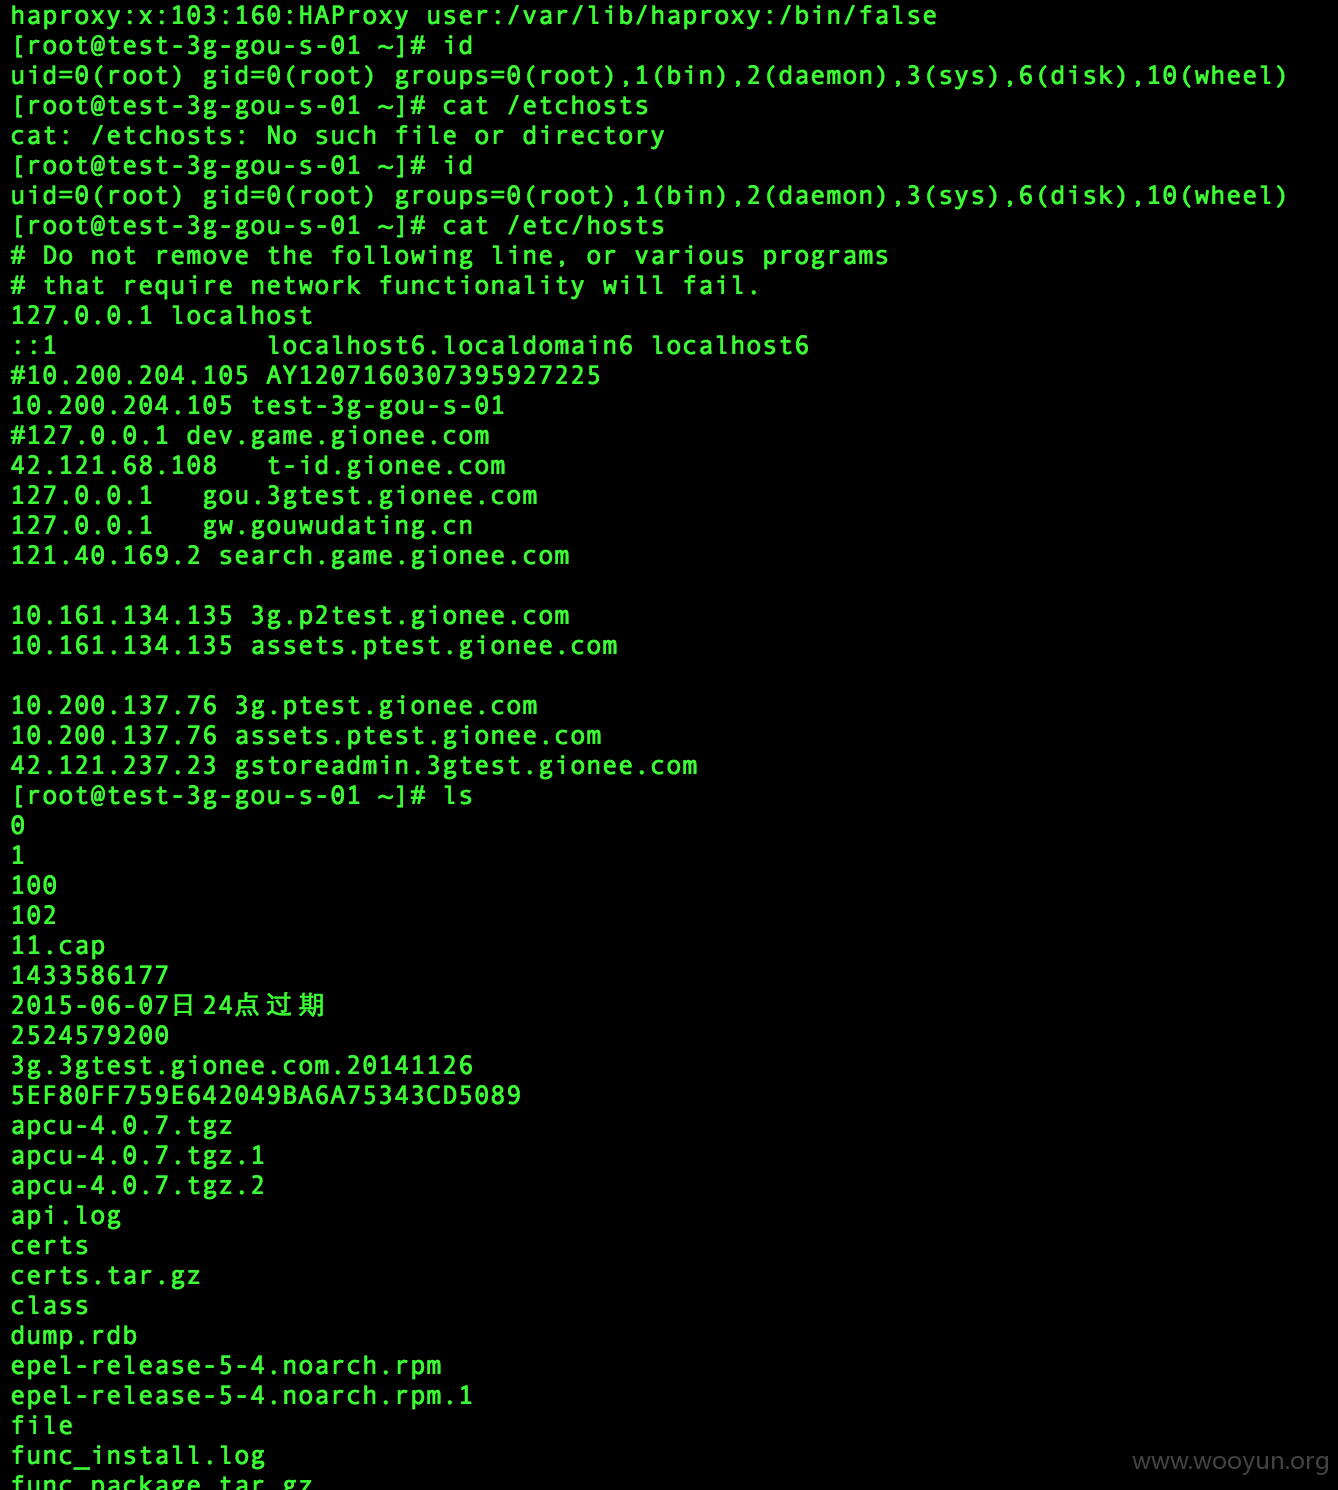 haproxy:x:103:160:HAProxy user:/var/lib/haproxy:/bin/false
[root@test-3g-gou-s-01 ~]# id
uid=0(root) gid=0(root) groups=0(root),1(bin),2(daemon),3(sys),6(disk),10(wheel)
[root@test-3g-gou-s-01 ~]# cat /etchosts
cat: /etchosts: No such file or directory
[root@test-3g-gou-s-01 ~]# id
uid=0(root) gid=0(root) groups=0(root),1(bin),2(daemon),3(sys),6(disk),10(wheel)
[root@test-3g-gou-s-01 ~]# cat /etc/hosts
# Do not remove the following line, or various programs
# that require network functionality will fail.
127.0.0.1 localhost
::1             localhost6.localdomain6 localhost6
#10.200.204.105 AY1207160307395927225
10.200.204.105 test-3g-gou-s-01
#127.0.0.1 dev.game.gionee.com
42.121.68.108   t-id.gionee.com
127.0.0.1   gou.3gtest.gionee.com
127.0.0.1   gw.gouwudating.cn
121.40.169.2 search.game.gionee.com
10.161.134.135 3g.p2test.gionee.com
10.161.134.135 assets.ptest.gionee.com
10.200.137.76 3g.ptest.gionee.com
10.200.137.76 assets.ptest.gionee.com
42.121.237.23 gstoreadmin.3gtest.gionee.com
[root@test-3g-gou-s-01 ~]# ls
0
1
100
102
11.cap
1433586177
2015-06-07日24点过期
2524579200
3g.3gtest.gionee.com.20141126
5EF80FF759E642049BA6A75343CD5089
apcu-4.0.7.tgz
apcu-4.0.7.tgz.1
apcu-4.0.7.tgz.2
api.log
certs
certs.tar.gz
class
dump.rdb
epel-release-5-4.noarch.rpm
epel-release-5-4.noarch.rpm.1
file
func_install.log
func_package.tar.gz
www.wooyun.org